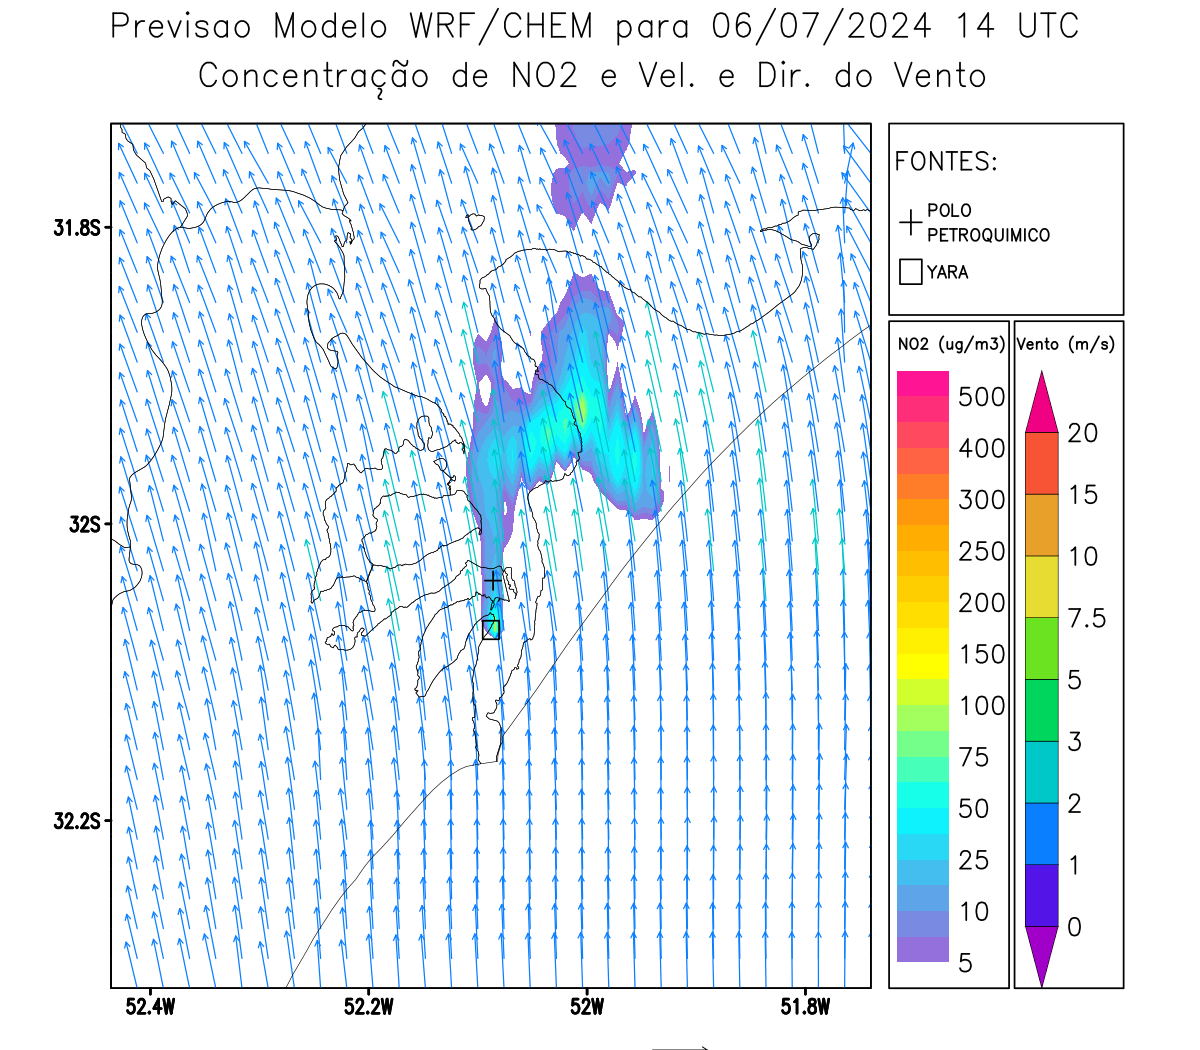 Previsao Modelo WRF/CHEM para 06/07/2024 14 UTC
Concentração de NO2 e Vel. e Dir. do Vento
FONTES:
POLO
PETROQUIMICO
YARA
31.8S
32S
32.2S
52.4W
52.2W
52W
51.8W
NO2 (ug/m3)
500
400
300
250
200
150
100
75
50
25
10
5
Vento (m/s)
20
15
10
7.5
5
3
2
1
0